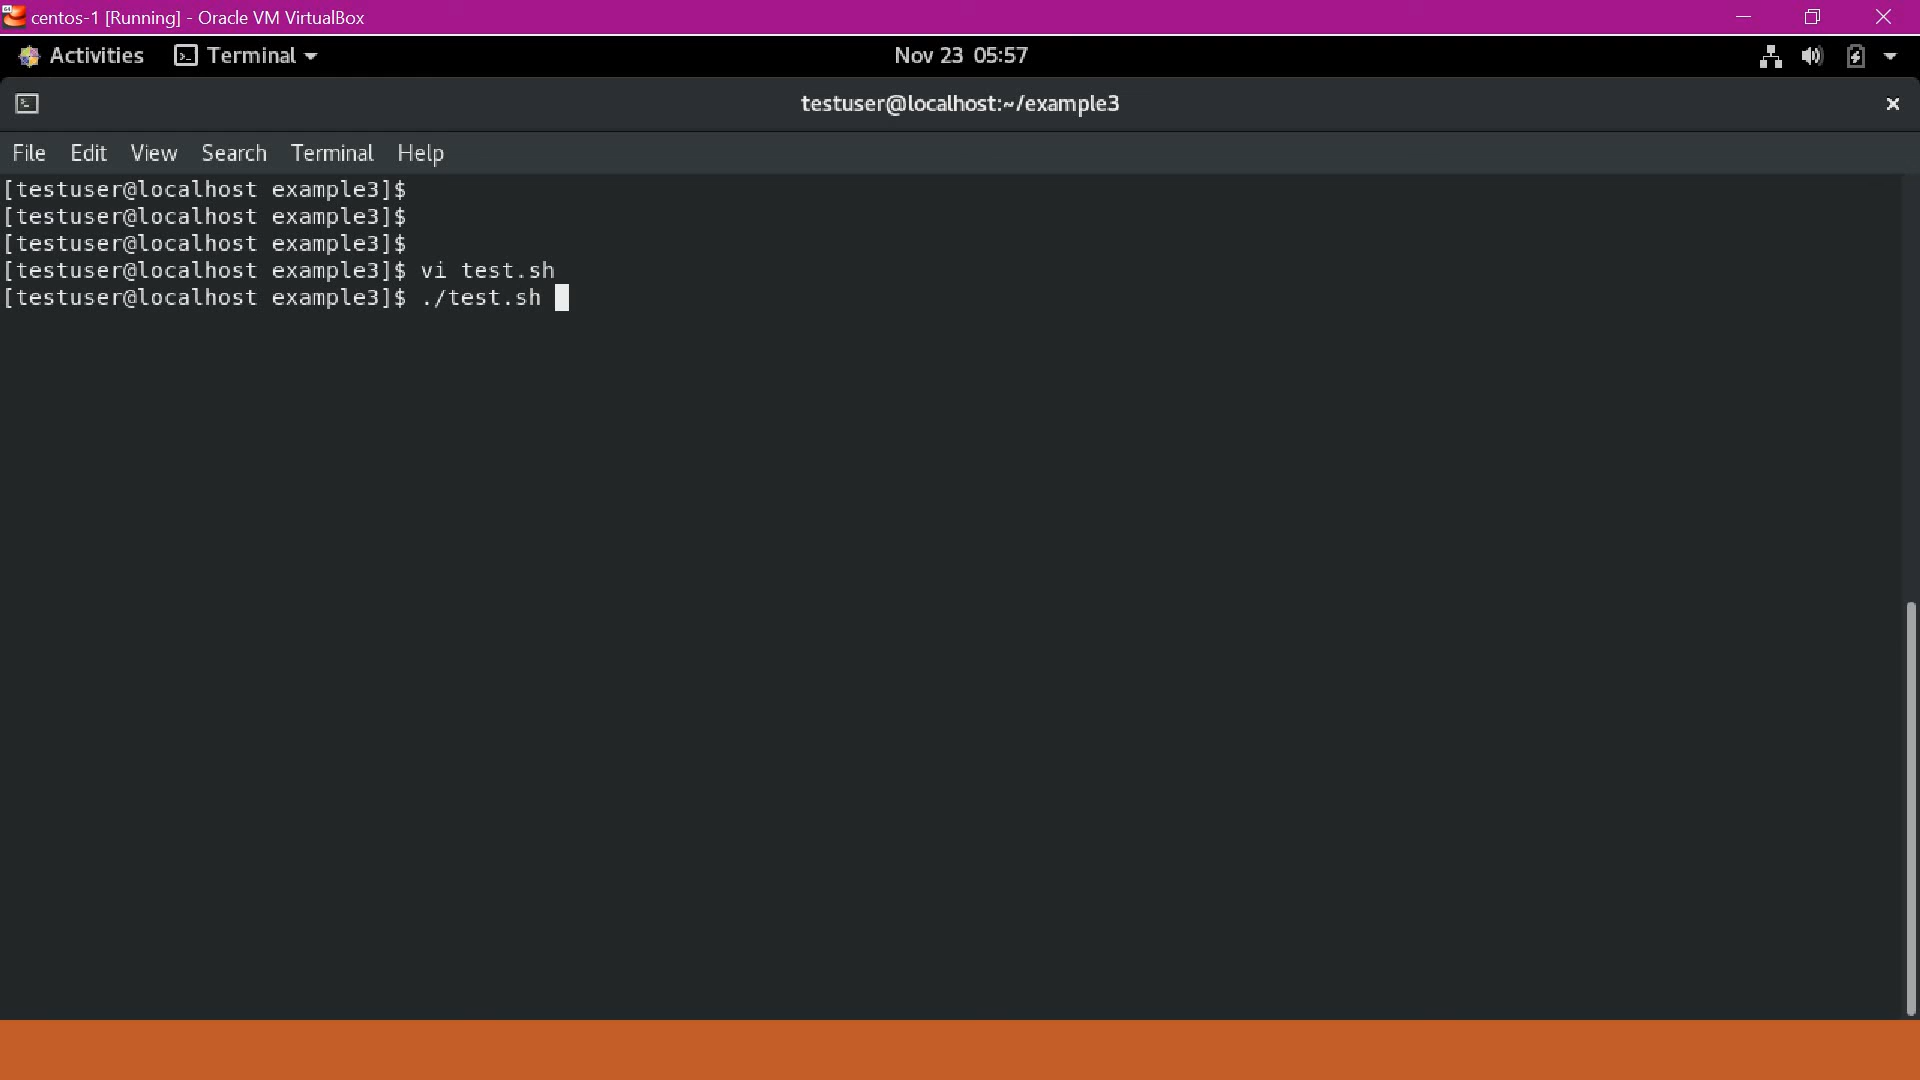 centos-1 [Running] - Oracle VM VirtualBox
Activities Terminal Nov 23 05:57
testuser@localhost:~/example3
File Edit View Search Terminal Help
[testuser@localhost example3]$
[testuser@localhost example3]$
[testuser@localhost example3]$
[testuser@localhost example3]$ vi test.sh
[testuser@localhost example3]$ ./test.sh